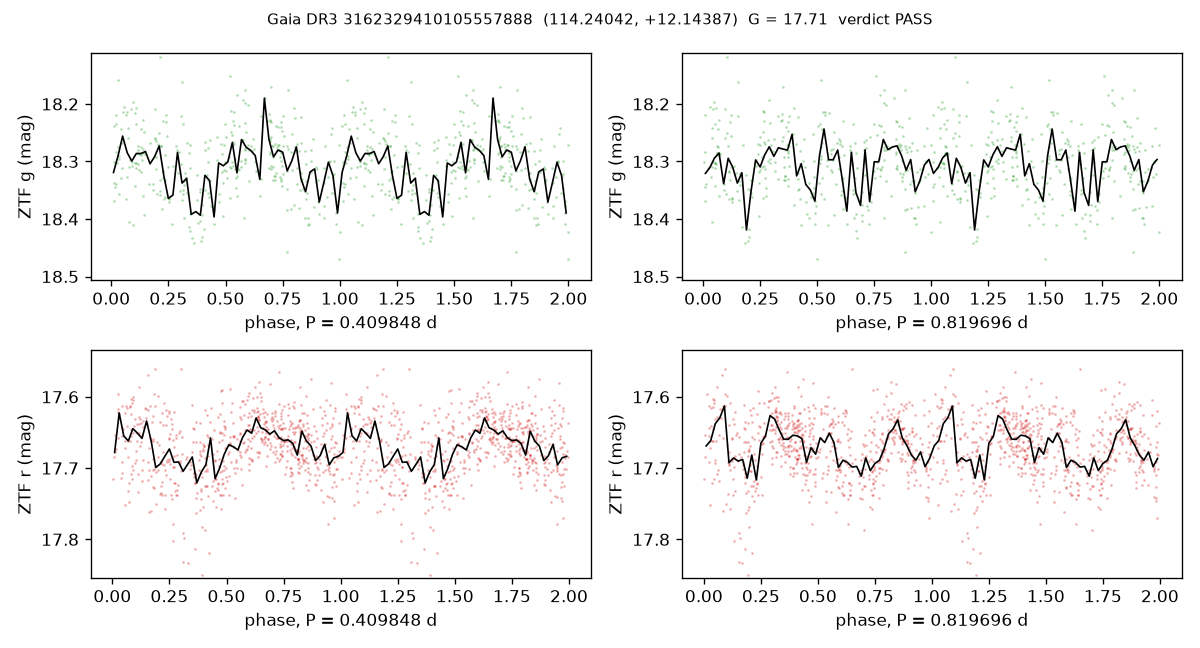 Gaia DR3 3162329410105557888  (114.24042, +12.14387)  G = 17.71  verdict PASS
ZTF g (mag)
18.2
18.3
18.4
18.5
0.00 0.25 0.50 0.75 1.00 1.25 1.50 1.75 2.00
phase, P = 0.409848 d
ZTF g (mag)
18.2
18.3
18.4
18.5
0.00 0.25 0.50 0.75 1.00 1.25 1.50 1.75 2.00
phase, P = 0.819696 d
ZTF r (mag)
17.6
17.7
17.8
0.00 0.25 0.50 0.75 1.00 1.25 1.50 1.75 2.00
phase, P = 0.409848 d
ZTF r (mag)
17.6
17.7
17.8
0.00 0.25 0.50 0.75 1.00 1.25 1.50 1.75 2.00
phase, P = 0.819696 d